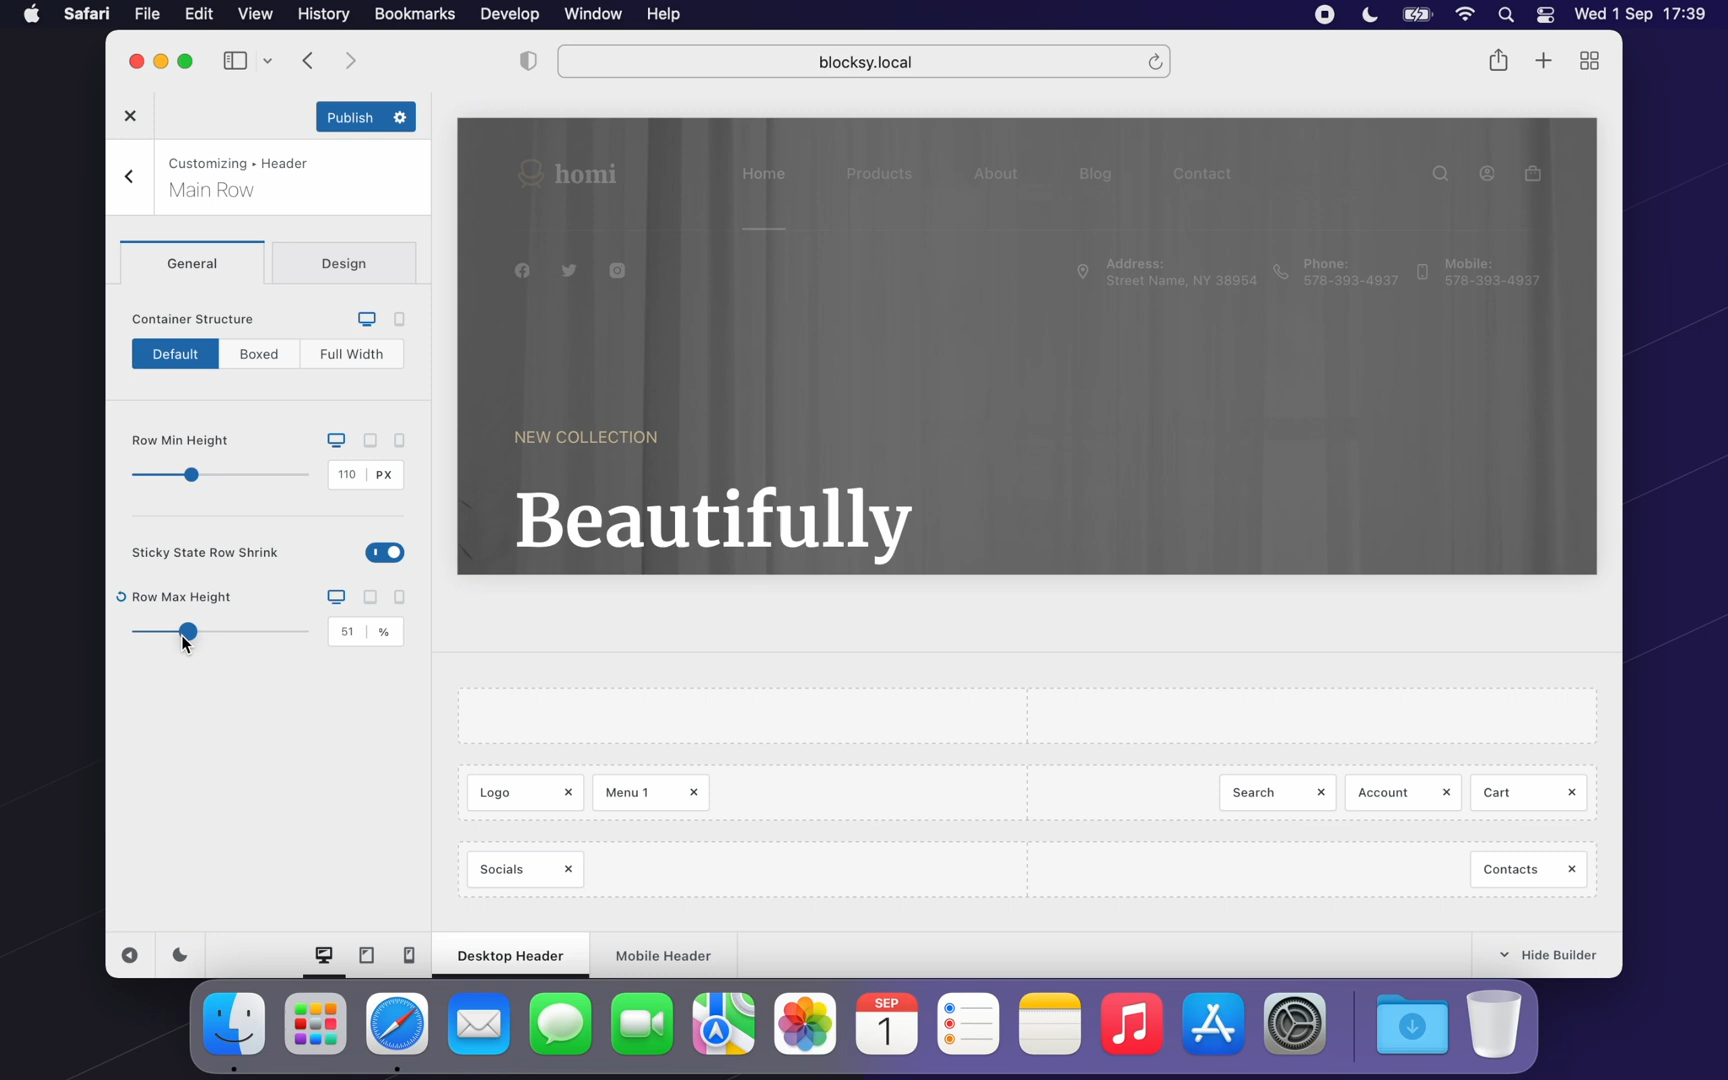 Safari File Edit View History Bookmarks Develop Window Help Wed 1 Sep 17:39
blocksy.local
Publish
Customizing • Header
Main Row
General Design
Container Structure
Default Boxed Full Width
Row Min Height
110 PX
Sticky State Row Shrink
Row Max Height
51 %
homi Home Products About Blog Contact
Address: Phone: Mobile:
Street Name, NY 38954 578-393-4937 578-393-4937
NEW COLLECTION
Beautifully
Logo × Menu 1 × Search × Account × Cart ×
Socials × Contacts ×
Desktop Header Mobile Header Hide Builder
SEP
1